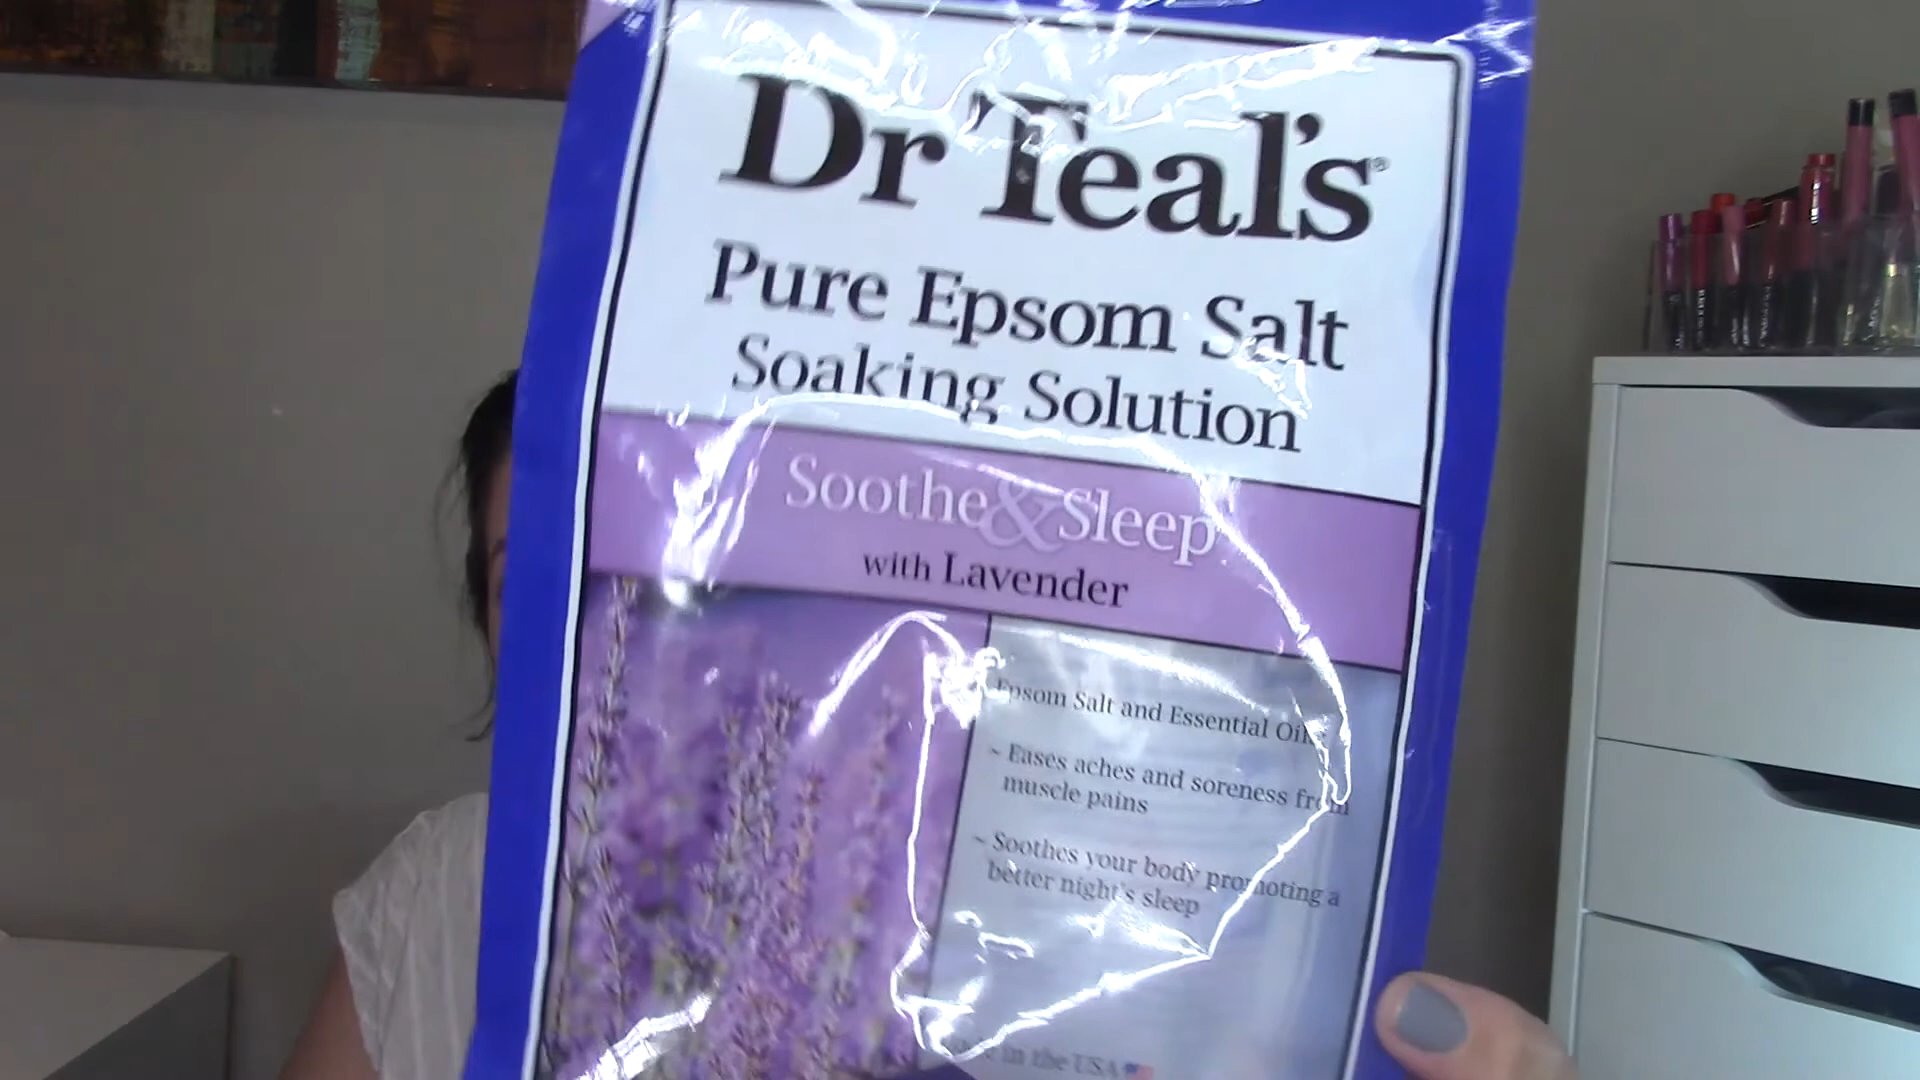 Dr Teal's®
Pure Epsom Salt
Soaking Solution
Soothe & Sleep
with Lavender
Epsom Salt and Essential Oils
~ Eases aches and soreness from
muscle pains
~ Soothes your body promoting a
better night's sleep
in the USA